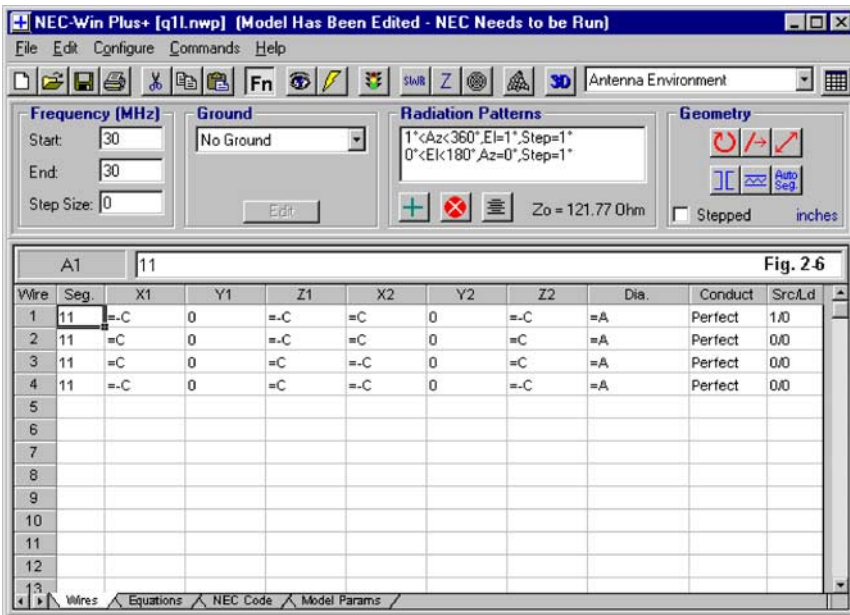 NEC-Win Plus+ [q1l.nwp] (Model Has Been Edited - NEC Needs to be Run)
File Edit Configure Commands Help
Fn SWR Z 3D Antenna Environment
Frequency (MHz) Ground Radiation Patterns Geometry
Start: 30 No Ground 1°<Az<360°,El=1°,Step=1°
0°<El<180°,Az=0°,Step=1°
End: 30
Auto Seg.
Step Size: 0 Edit Zo = 121.77 Ohm Stepped inches
A1 11 Fig. 2-6
Wire Seg. X1 Y1 Z1 X2 Y2 Z2 Dia. Conduct Src/Ld
1 11 =-C 0 =-C =C 0 =-C =A Perfect 1/0
2 11 =C 0 =-C =C 0 =C =A Perfect 0/0
3 11 =C 0 =C =-C 0 =C =A Perfect 0/0
4 11 =-C 0 =C =-C 0 =-C =A Perfect 0/0
5
6
7
8
9
10
11
12
13
Wires Equations NEC Code Model Params